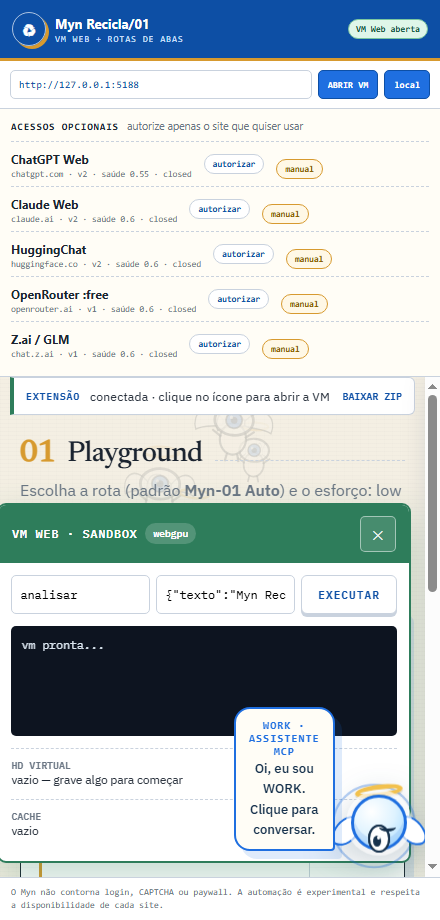 Myn Recicla/01
VM WEB + ROTAS DE ABAS
VM Web aberta
http://127.0.0.1:5188
ABRIR VM
local
ACESSOS OPCIONAIS autorize apenas o site que quiser usar
ChatGPT Web
chatgpt.com · v2 · saúde 0.55 · closed
autorizar
manual
Claude Web
claude.ai · v2 · saúde 0.6 · closed
autorizar
manual
HuggingChat
huggingface.co · v2 · saúde 0.6 · closed
autorizar
manual
OpenRouter :free
openrouter.ai · v1 · saúde 0.6 · closed
autorizar
manual
Z.ai / GLM
chat.z.ai · v1 · saúde 0.6 · closed
autorizar
manual
EXTENSÃO conectada · clique no ícone para abrir a VM BAIXAR ZIP
01 Playground
Escolha a rota (padrão Myn-01 Auto) e o esforço: low
VM WEB · SANDBOX webgpu
×
analisar
{"texto":"Myn Rec
EXECUTAR
vm pronta...
HD VIRTUAL
vazio — grave algo para começar
CACHE
vazio
WORK ·
ASSISTENTE
MCP
Oi, eu sou
WORK.
Clique para
conversar.
O Myn não contorna login, CAPTCHA ou paywall. A automação é experimental e respeita
a disponibilidade de cada site.